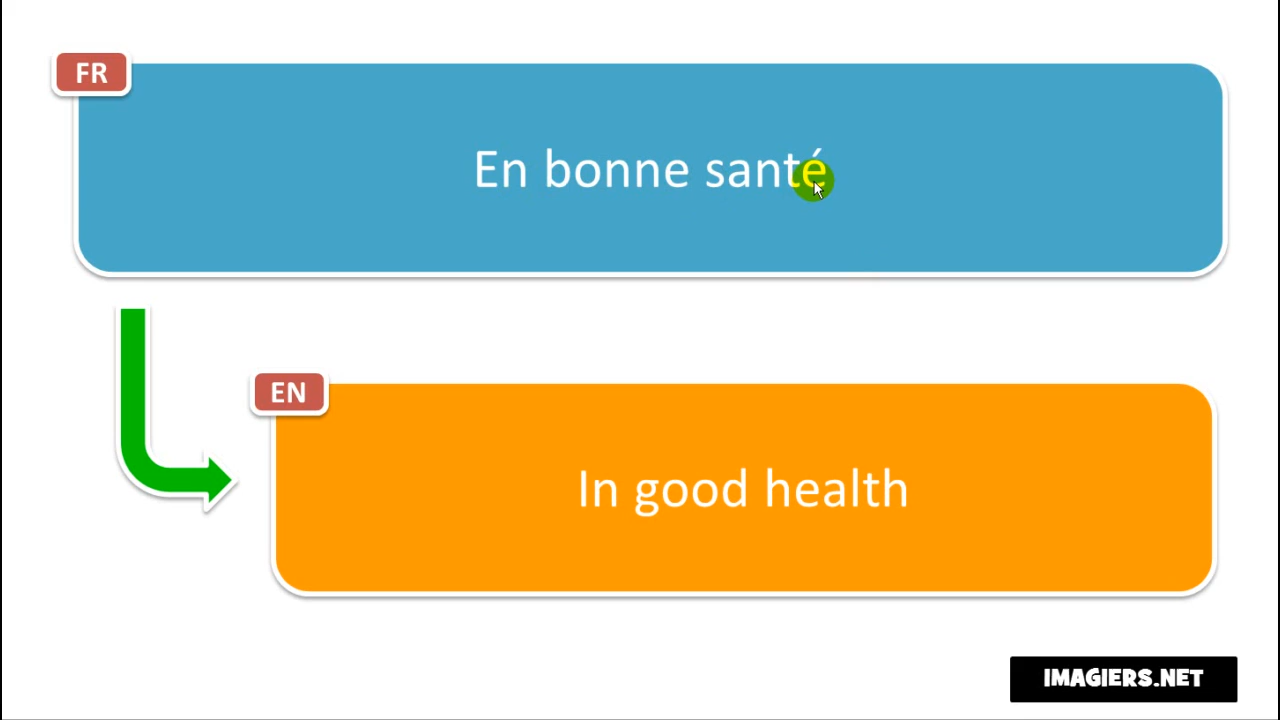 FR
En bonne santé
EN
In good health
IMAGIERS.NET